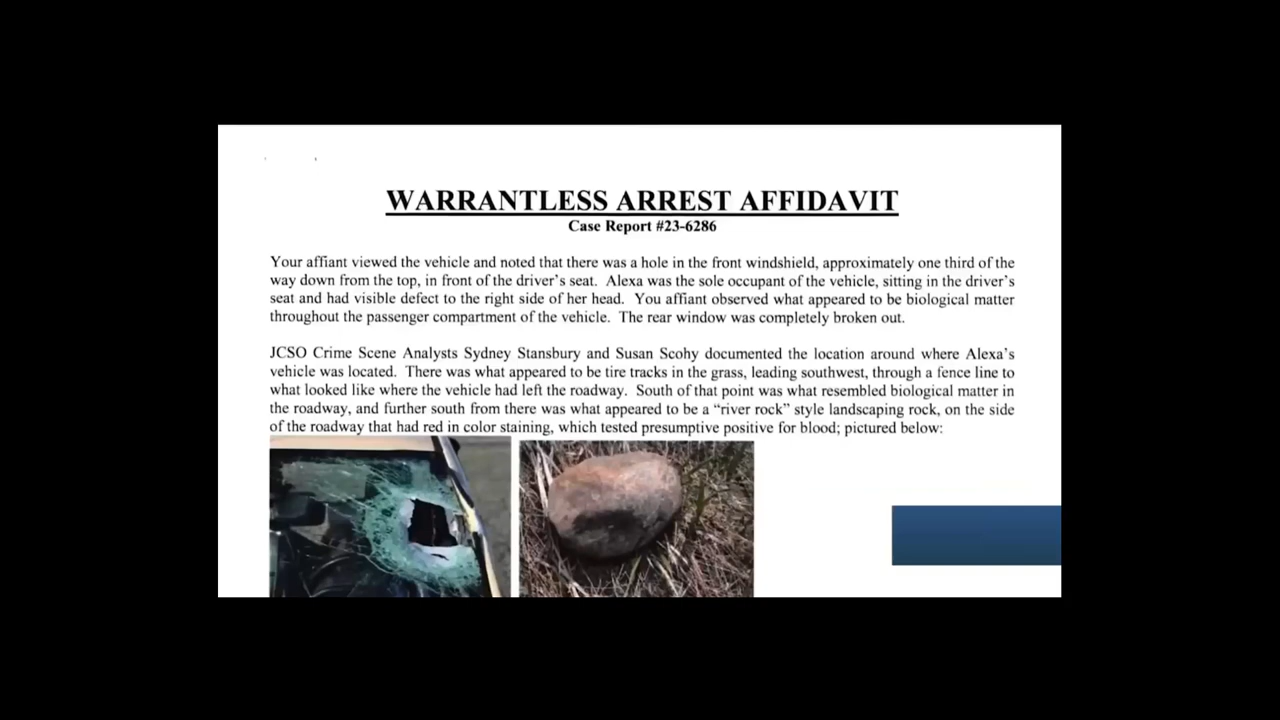 WARRANTLESS ARREST AFFIDAVIT
Case Report #23-6286
Your affiant viewed the vehicle and noted that there was a hole in the front windshield, approximately one third of the
way down from the top, in front of the driver's seat. Alexa was the sole occupant of the vehicle, sitting in the driver's
seat and had visible defect to the right side of her head. You affiant observed what appeared to be biological matter
throughout the passenger compartment of the vehicle. The rear window was completely broken out.
JCSO Crime Scene Analysts Sydney Stansbury and Susan Scohy documented the location around where Alexa's
vehicle was located. There was what appeared to be tire tracks in the grass, leading southwest, through a fence line to
what looked like where the vehicle had left the roadway. South of that point was what resembled biological matter in
the roadway, and further south from there was what appeared to be a “river rock” style landscaping rock, on the side
of the roadway that had red in color staining, which tested presumptive positive for blood; pictured below: